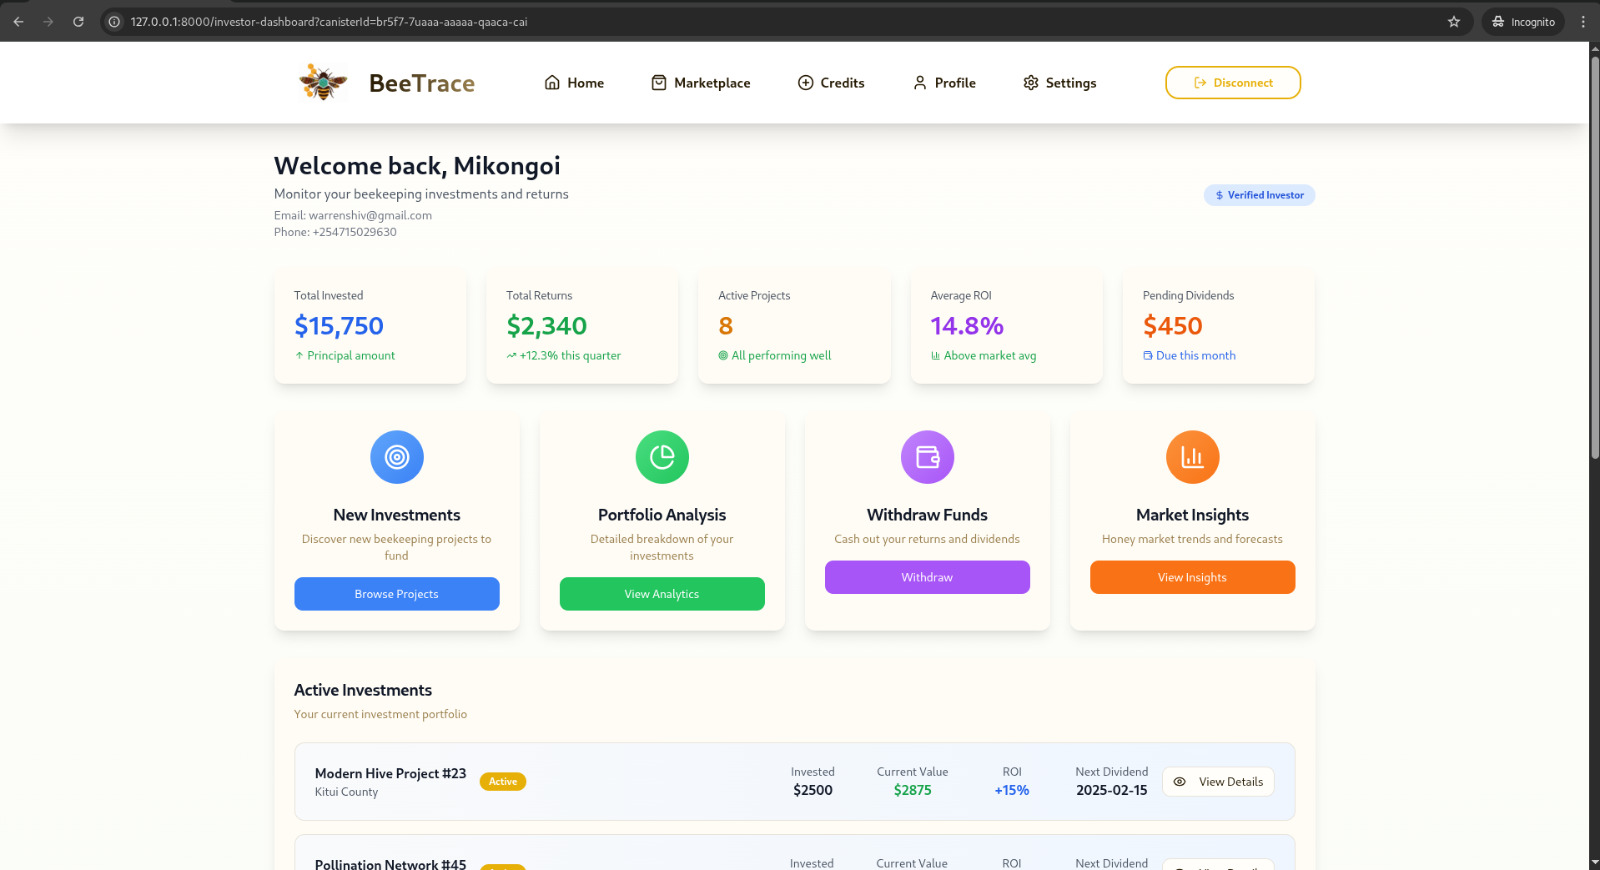 127.0.0.1:8000/investor-dashboard?canisterId=br5f7-7uaaa-aaaaa-qaaca-cai
Incognito
BeeTrace
Home
Marketplace
Credits
Profile
Settings
Disconnect
Welcome back, Mikongoi
Monitor your beekeeping investments and returns
Email: warrenshiv@gmail.com
Phone: +254715029630
Verified Investor
Total Invested
$15,750
Principal amount
Total Returns
$2,340
+12.3% this quarter
Active Projects
8
All performing well
Average ROI
14.8%
Above market avg
Pending Dividends
$450
Due this month
New Investments
Discover new beekeeping projects to
fund
Browse Projects
Portfolio Analysis
Detailed breakdown of your
investments
View Analytics
Withdraw Funds
Cash out your returns and dividends
Withdraw
Market Insights
Honey market trends and forecasts
View Insights
Active Investments
Your current investment portfolio
Modern Hive Project #23
Kitui County
Active
Invested
$2500
Current Value
$2875
ROI
+15%
Next Dividend
2025-02-15
View Details
Pollination Network #45
Invested
Current Value
ROI
Next Dividend